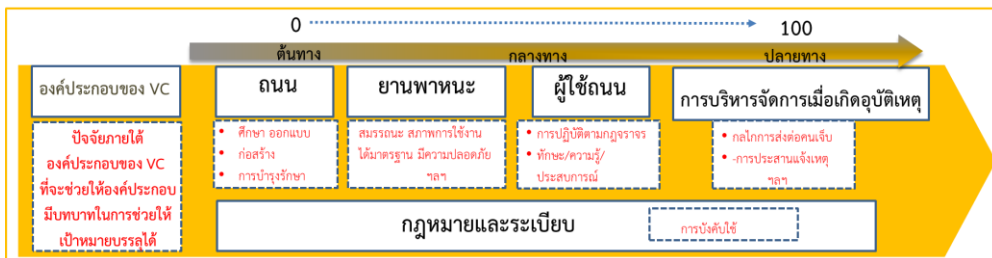 0 100
ต้นทาง กลางทาง ปลายทาง
องค์ประกอบของ VC
ถนน
ยานพาหนะ
ผู้ใช้ถนน
การบริหารจัดการเมื่อเกิดอุบัติเหตุ
ปัจจัยภายใต้
องค์ประกอบของ VC
ที่จะช่วยให้องค์ประกอบ
มีบทบาทในการช่วยให้
เป้าหมายบรรลุได้
• ศึกษา ออกแบบ
• ก่อสร้าง
• การบำรุงรักษา
สมรรถนะ สภาพการใช้งาน
ได้มาตรฐาน มีความปลอดภัย
ฯลฯ
• การปฏิบัติตามกฎจราจร
• ทักษะ/ความรู้/
ประสบการณ์
• กลไกการส่งต่อคนเจ็บ
• -การประสานแจ้งเหตุ
ฯลฯ
กฎหมายและระเบียบ
การบังคับใช้